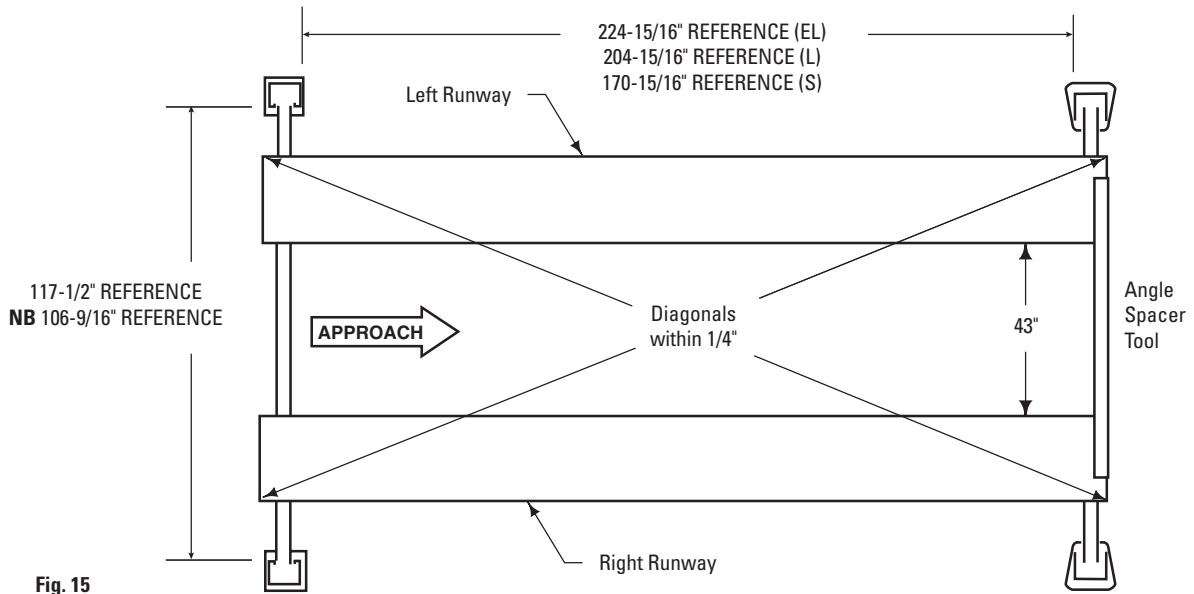 224-15/16" REFERENCE (EL)
204-15/16" REFERENCE (L)
170-15/16" REFERENCE (S)
Left Runway
117-1/2" REFERENCE
NB 106-9/16" REFERENCE
APPROACH
Diagonals
within 1/4"
43"
Angle
Spacer
Tool
Right Runway
Fig. 15